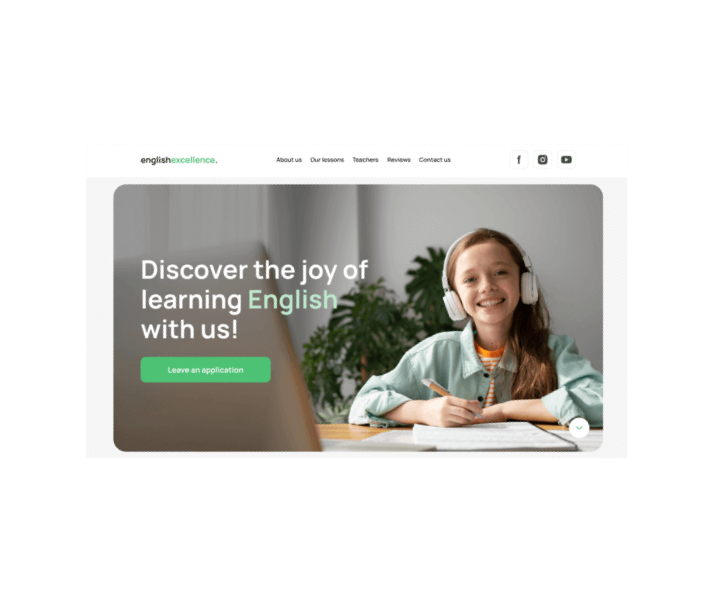 englishexcellence.
About us Our lessons Teachers Reviews Contact us
Discover the joy of
learning English
with us!
Leave an application